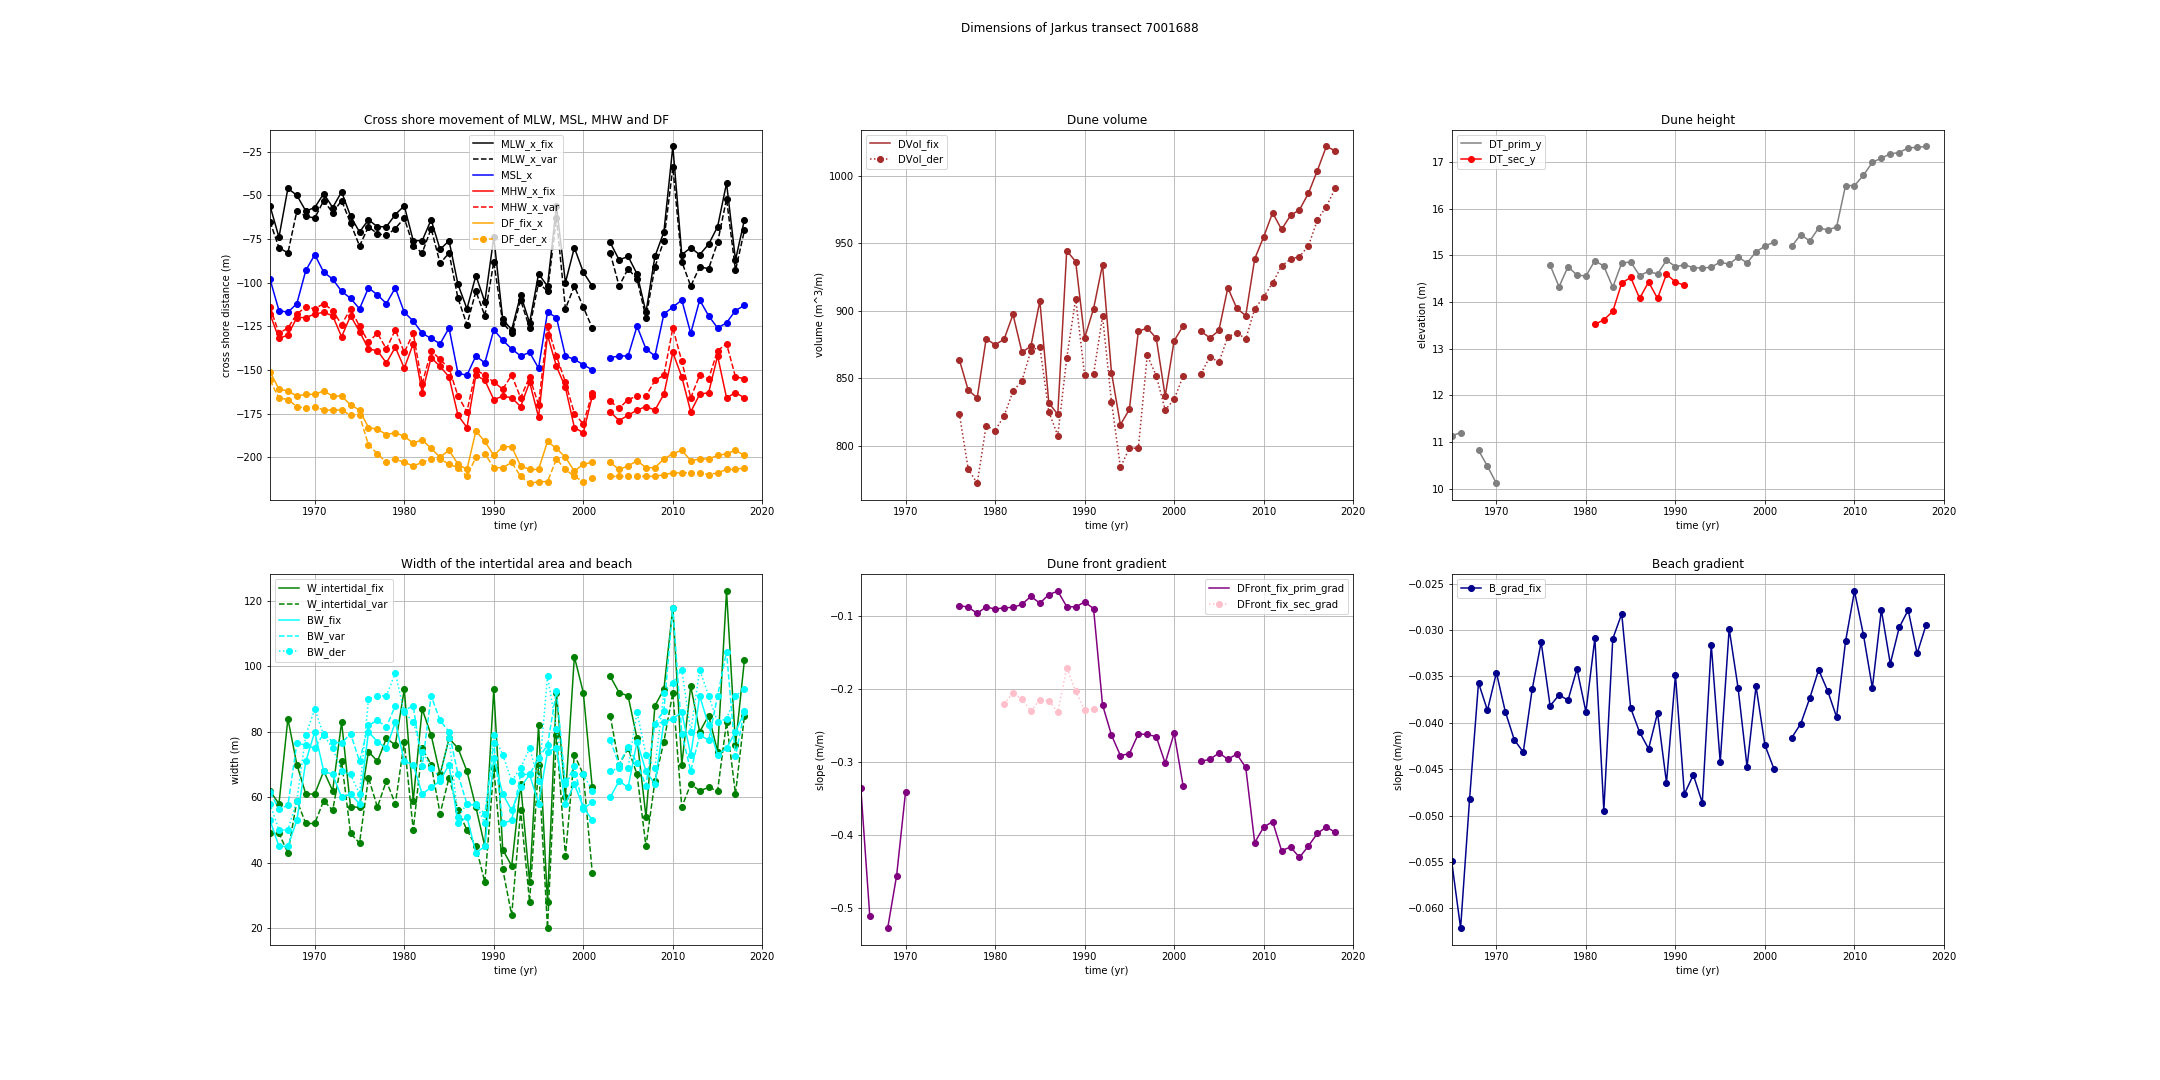 Dimensions of Jarkus transect 7001688
Cross shore movement of MLW, MSL, MHW and DF
MLW_x_fix
MLW_x_var
MSL_x
MHW_x_fix
MHW_x_var
DF_fix_x
DF_der_x
cross shore distance (m)
−25
−50
−75
−100
−125
−150
−175
−200
1970 1980 1990 2000 2010 2020
time (yr)
Dune volume
DVol_fix
DVol_der
volume (m^3/m)
1000
950
900
850
800
1970 1980 1990 2000 2010 2020
time (yr)
Dune height
DT_prim_y
DT_sec_y
elevation (m)
17
16
15
14
13
12
11
10
1970 1980 1990 2000 2010 2020
time (yr)
Width of the intertidal area and beach
W_intertidal_fix
W_intertidal_var
BW_fix
BW_var
BW_der
width (m)
120
100
80
60
40
20
1970 1980 1990 2000 2010 2020
time (yr)
Dune front gradient
DFront_fix_prim_grad
DFront_fix_sec_grad
slope (m/m)
−0.1
−0.2
−0.3
−0.4
−0.5
1970 1980 1990 2000 2010 2020
time (yr)
Beach gradient
B_grad_fix
slope (m/m)
−0.025
−0.030
−0.035
−0.040
−0.045
−0.050
−0.055
−0.060
1970 1980 1990 2000 2010 2020
time (yr)